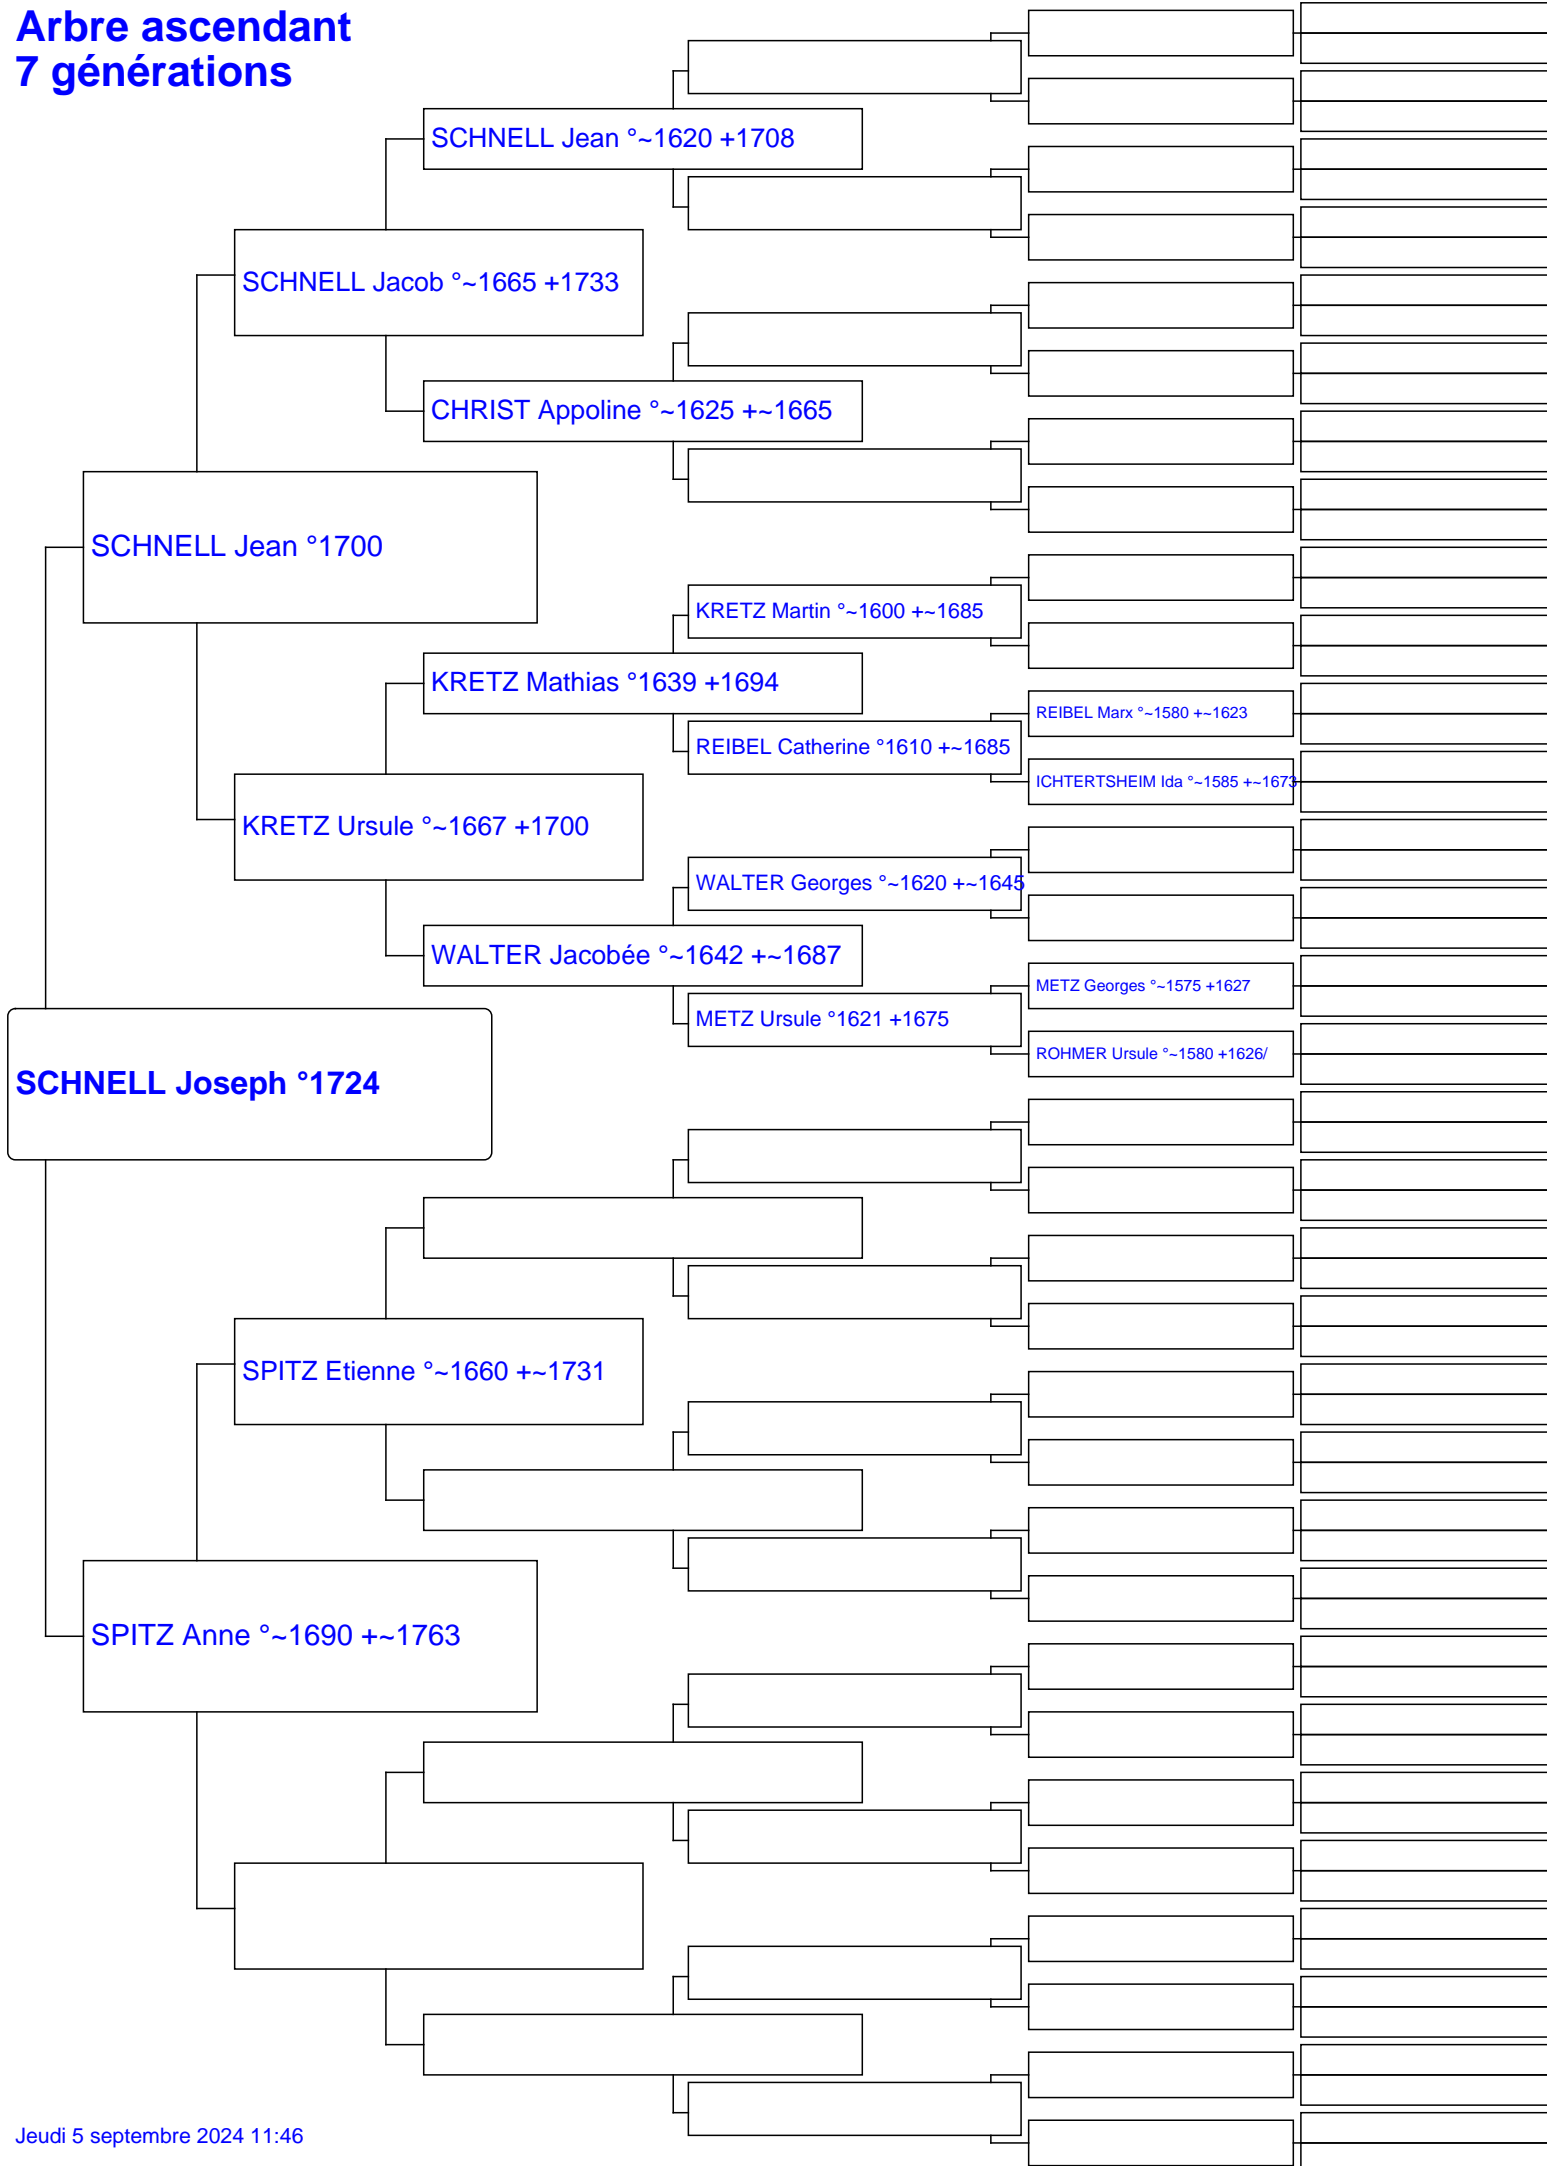 Arbre ascendant
7 générations
SCHNELL Jean °~1620 +1708
SCHNELL Jacob °~1665 +1733
CHRIST Appoline °~1625 +~1665
SCHNELL Jean °1700
KRETZ Martin °~1600 +~1685
KRETZ Mathias °1639 +1694
REIBEL Marx °~1580 +~1623
REIBEL Catherine °1610 +~1685
ICHTERTSHEIM Ida °~1585 +~1673
KRETZ Ursule °~1667 +1700
WALTER Georges °~1620 +~1645
WALTER Jacobée °~1642 +~1687
METZ Georges °~1575 +1627
METZ Ursule °1621 +1675
ROHMER Ursule °~1580 +1626/
SCHNELL Joseph °1724
SPITZ Etienne °~1660 +~1731
SPITZ Anne °~1690 +~1763
Jeudi 5 septembre 2024 11:46